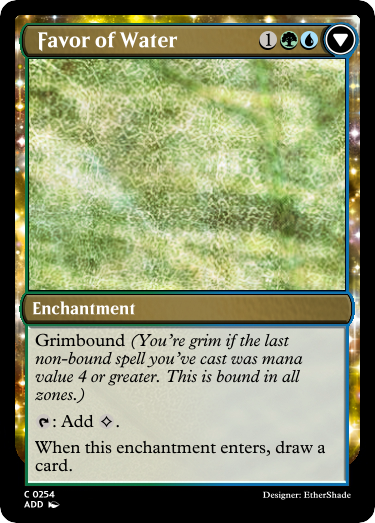 Favor of Water 1
Enchantment
Grimbound (You're grim if the last
non-bound spell you've cast was mana
value 4 or greater. This is bound in all
zones.)
: Add .
When this enchantment enters, draw a
card.
C 0254
ADD
Designer: EtherShade